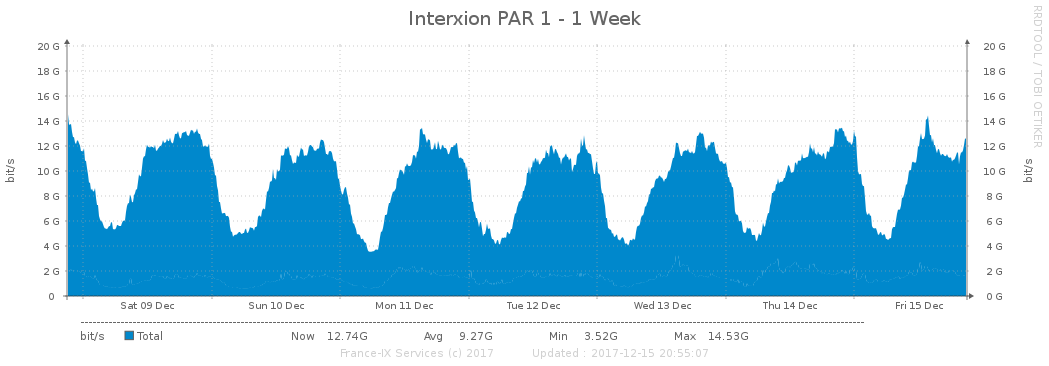 Interxion PAR 1 - 1 Week
RRDTOOL / TOBI OETIKER
bit/s
20 G 20 G
18 G 18 G
16 G 16 G
14 G 14 G
12 G 12 G
10 G 10 G
8 G 8 G
6 G 6 G
4 G 4 G
2 G 2 G
0 0 G
bit/s
Sat 09 Dec Sun 10 Dec Mon 11 Dec Tue 12 Dec Wed 13 Dec Thu 14 Dec Fri 15 Dec
bit/s Total Now 12.74G Avg 9.27G Min 3.52G Max 14.53G
France-IX Services (c) 2017 Updated : 2017-12-15 20:55:07